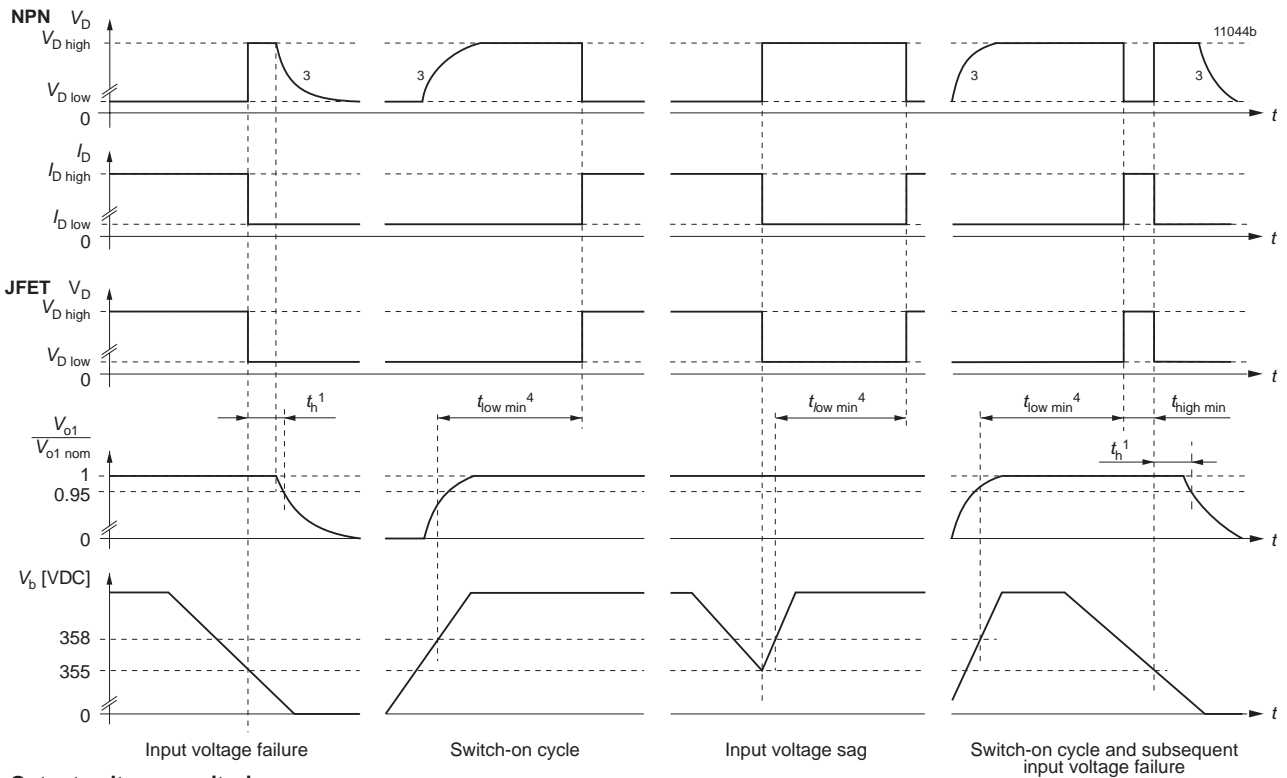 NPN V_D
11044b
V_D high
3 3 3 3
V_D low
0 t
I_D
I_D high
I_D low
0 t
JFET V_D
V_D high
V_D low
0 t
t_h^1 t_low min^4 t_low min^4 t_low min^4 t_high min
V_o1
V_o1 nom
t_h^1
1
0.95
0 t
V_b [VDC]
358
355
0 t
Input voltage failure Switch-on cycle Input voltage sag Switch-on cycle and subsequent
input voltage failure